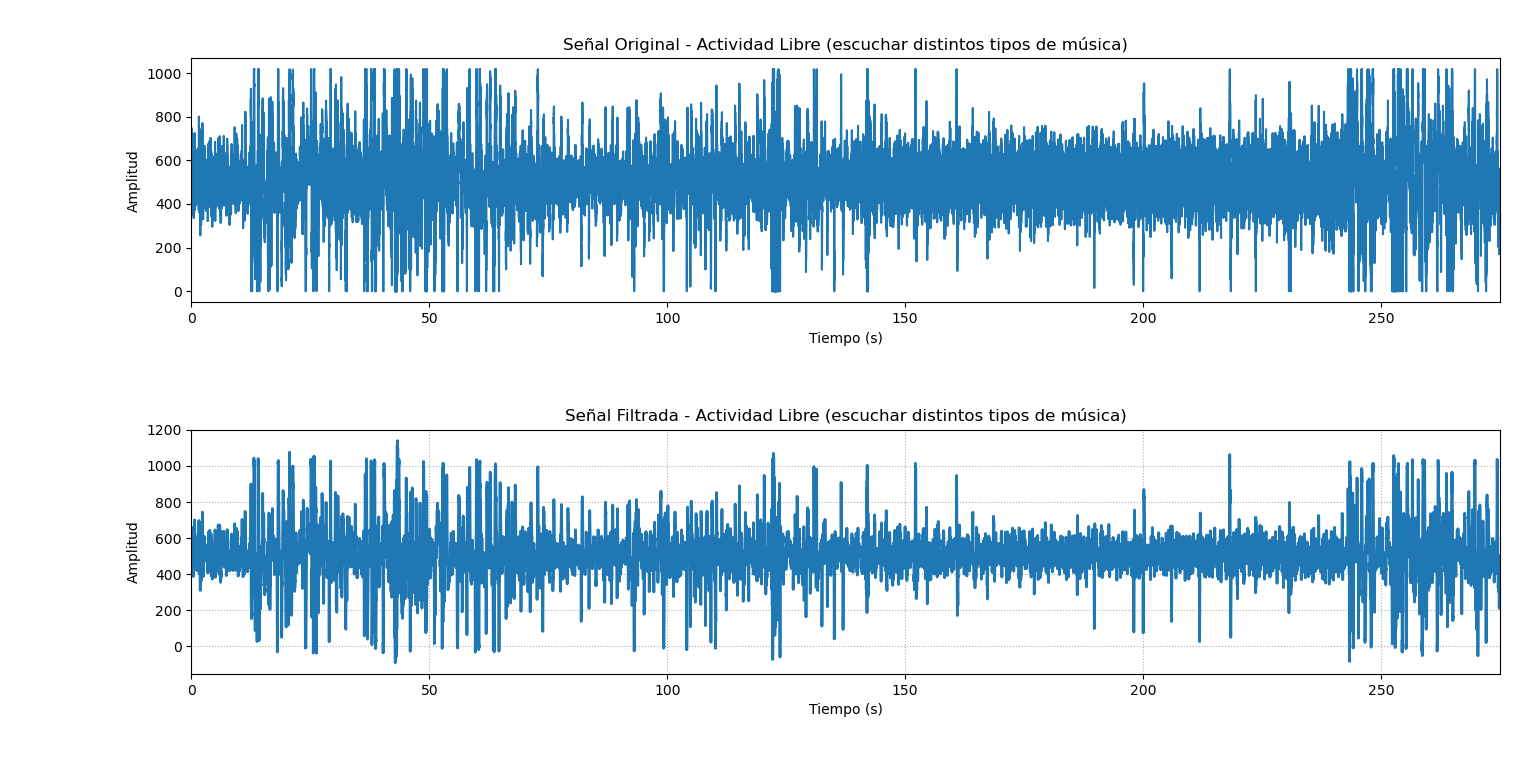 Señal Original - Actividad Libre (escuchar distintos tipos de música)
1000
800
600
400
200
0
Amplitud
0 50 100 150 200 250
Tiempo (s)
Señal Filtrada - Actividad Libre (escuchar distintos tipos de música)
1200
1000
800
600
400
200
0
Amplitud
0 50 100 150 200 250
Tiempo (s)